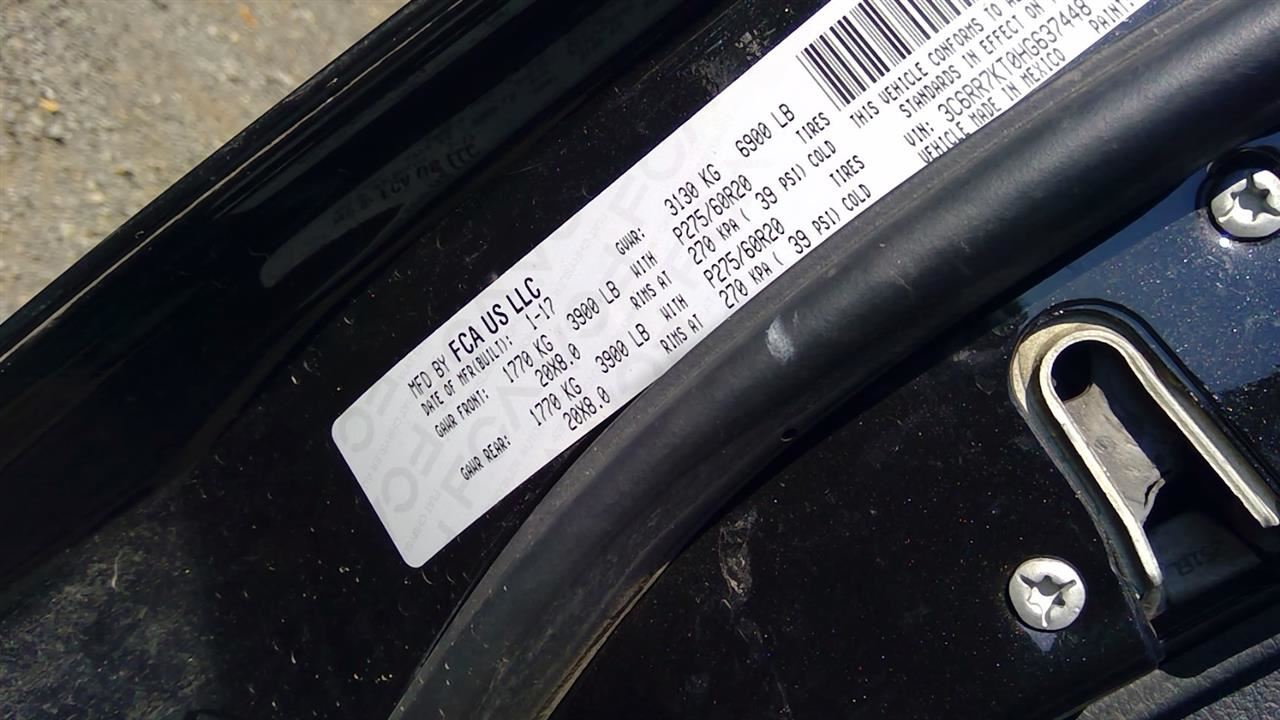 MFD BY FCA US LLC
DATE OF MFR(BUILT): 1-17 GVWR: 3130 KG 6900 LB
GAWR FRONT: 1770 KG 3900 LB WITH P275/60R20 TIRES
20X8.0 RIMS AT 270 KPA( 39 PSI) COLD
GAWR REAR: 1770 KG 3900 LB WITH P275/60R20 TIRES
20X8.0 RIMS AT 270 KPA( 39 PSI) COLD
THIS VEHICLE CONFORMS TO
STANDARDS IN EFFECT ON
VIN: 3C6RR7KT0HG637448
VEHICLE MADE IN MEXICO PAINT: